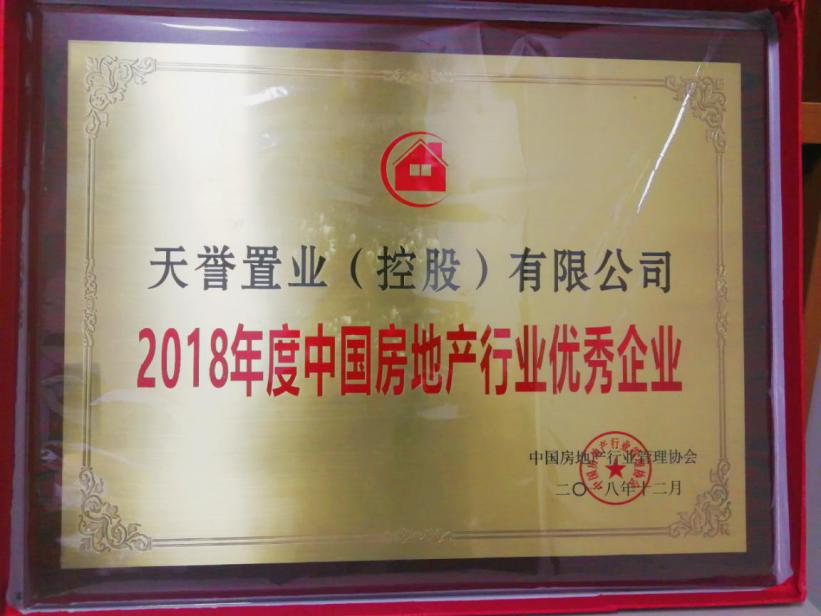 天誉置业（控股）有限公司
2018年度中国房地产行业优秀企业
中国房地产行业管理协会
二〇一八年十二月